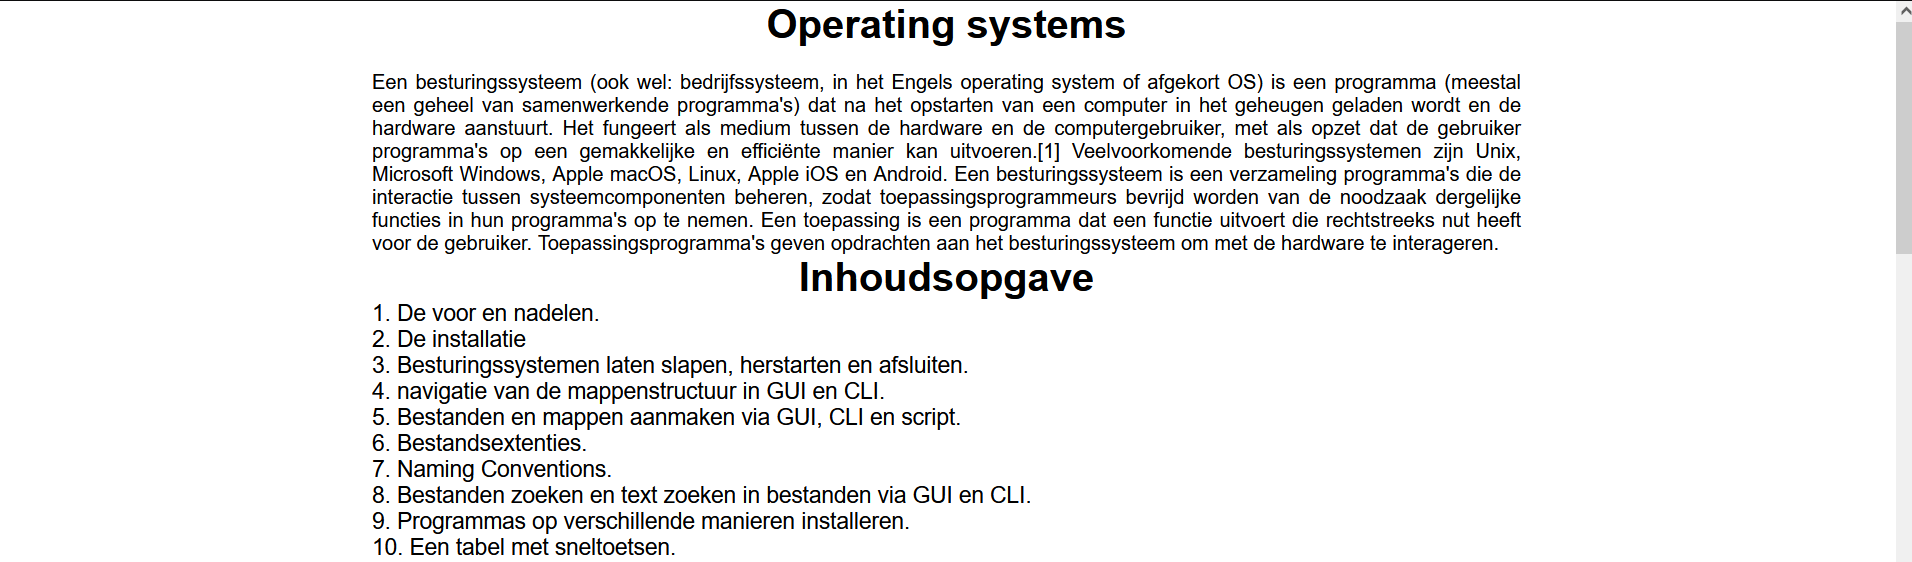 Operating systems
Een besturingssysteem (ook wel: bedrijfssysteem, in het Engels operating system of afgekort OS) is een programma (meestal
een geheel van samenwerkende programma's) dat na het opstarten van een computer in het geheugen geladen wordt en de
hardware aanstuurt. Het fungeert als medium tussen de hardware en de computergebruiker, met als opzet dat de gebruiker
programma's op een gemakkelijke en efficiënte manier kan uitvoeren.[1] Veelvoorkomende besturingssystemen zijn Unix,
Microsoft Windows, Apple macOS, Linux, Apple iOS en Android. Een besturingssysteem is een verzameling programma's die de
interactie tussen systeemcomponenten beheren, zodat toepassingsprogrammeurs bevrijd worden van de noodzaak dergelijke
functies in hun programma's op te nemen. Een toepassing is een programma dat een functie uitvoert die rechtstreeks nut heeft
voor de gebruiker. Toepassingsprogramma's geven opdrachten aan het besturingssysteem om met de hardware te interageren.
Inhoudsopgave
1. De voor en nadelen.
2. De installatie
3. Besturingssystemen laten slapen, herstarten en afsluiten.
4. navigatie van de mappenstructuur in GUI en CLI.
5. Bestanden en mappen aanmaken via GUI, CLI en script.
6. Bestandsextenties.
7. Naming Conventions.
8. Bestanden zoeken en text zoeken in bestanden via GUI en CLI.
9. Programmas op verschillende manieren installeren.
10. Een tabel met sneltoetsen.